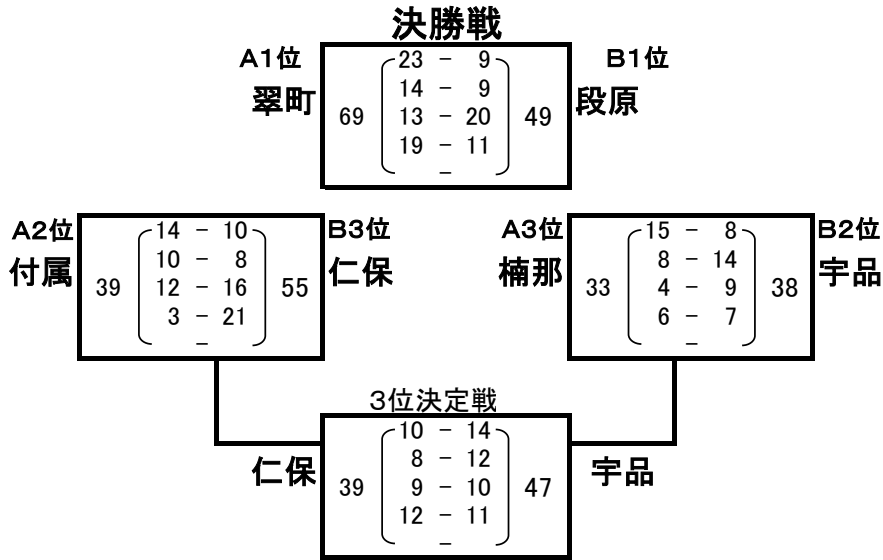 決勝戦
A1位 B1位
翠町 69 23 － 9 49 段原
14 － 9
13 － 20
19 － 11
－
A2位 B3位
付属 39 14 － 10 55 仁保
10 － 8
12 － 16
3 － 21
－
A3位 B2位
楠那 33 15 － 8 38 宇品
8 － 14
4 － 9
6 － 7
－
3位決定戦
仁保 39 10 － 14 47 宇品
8 － 12
9 － 10
12 － 11
－